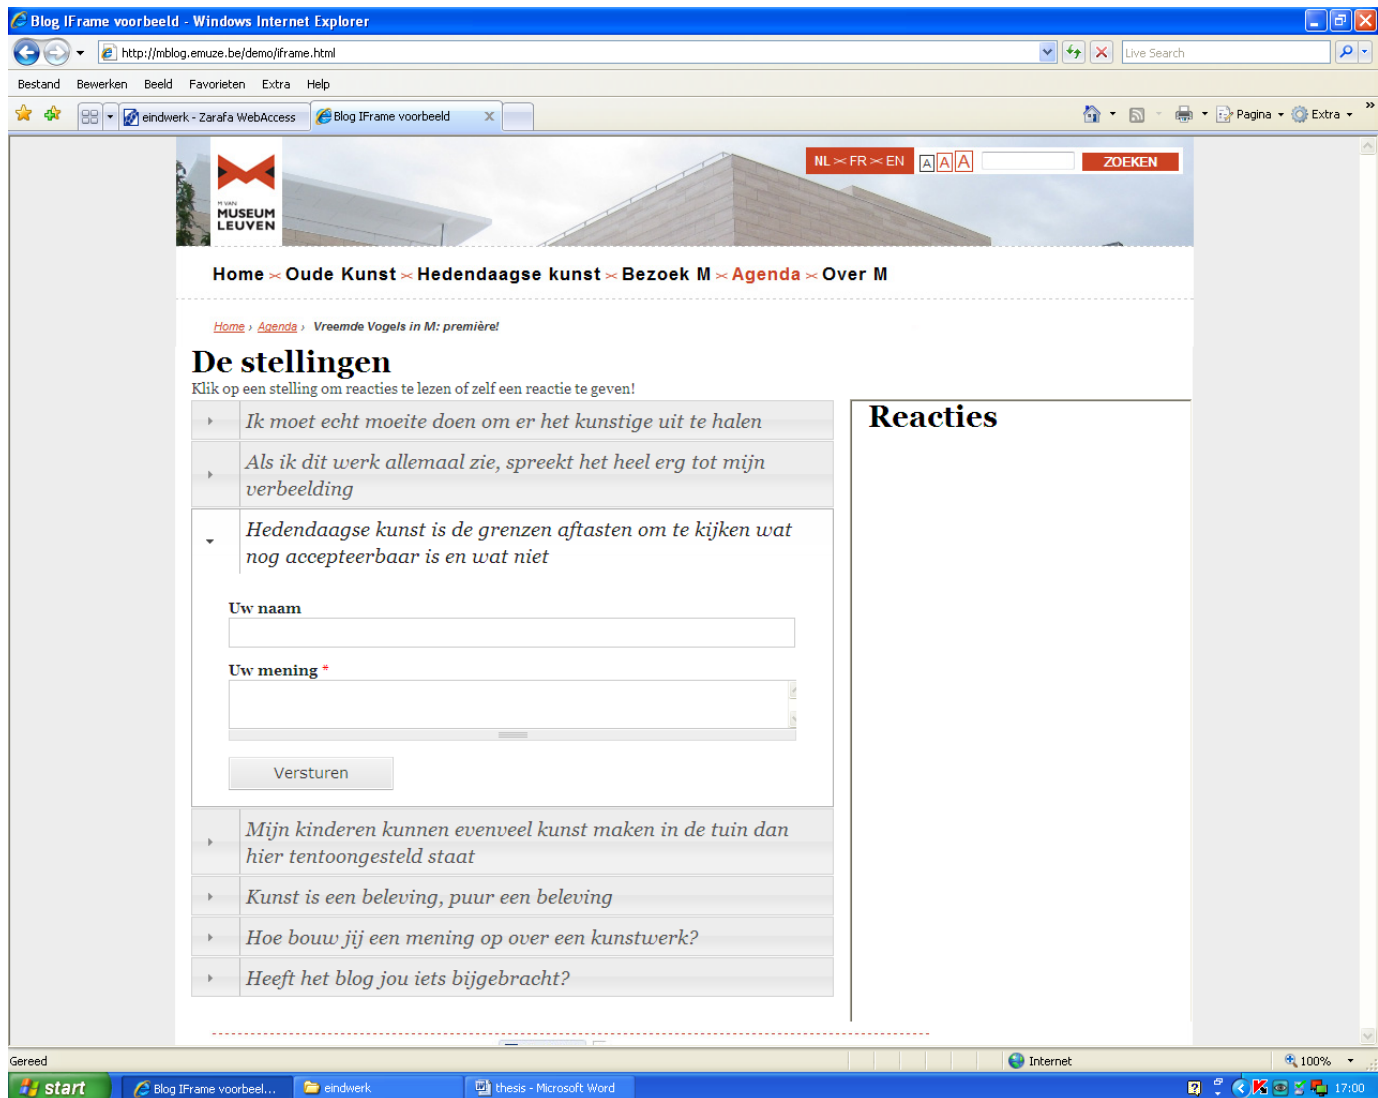 Blog IFrame voorbeeld - Windows Internet Explorer
http://mblog.emuze.be/demo/iframe.html
Live Search
Bestand Bewerken Beeld Favorieten Extra Help
eindwerk - Zarafa WebAccess
Blog IFrame voorbeeld
X
Pagina
Extra
»
M VAN
MUSEUM
LEUVEN
NL >< FR >< EN
A A A
ZOEKEN
Home >< Oude Kunst >< Hedendaagse kunst >< Bezoek M >< Agenda >< Over M
Home › Agenda › Vreemde Vogels in M: première!
De stellingen
Klik op een stelling om reacties te lezen of zelf een reactie te geven!
Ik moet echt moeite doen om er het kunstige uit te halen
Als ik dit werk allemaal zie, spreekt het heel erg tot mijn
verbeelding
Hedendaagse kunst is de grenzen aftasten om te kijken wat
nog accepteerbaar is en wat niet
Uw naam
Uw mening *
Versturen
Mijn kinderen kunnen evenveel kunst maken in de tuin dan
hier tentoongesteld staat
Kunst is een beleving, puur een beleving
Hoe bouw jij een mening op over een kunstwerk?
Heeft het blog jou iets bijgebracht?
Reacties
Gereed
Internet
100%
start
Blog IFrame voorbeel...
eindwerk
thesis - Microsoft Word
17:00